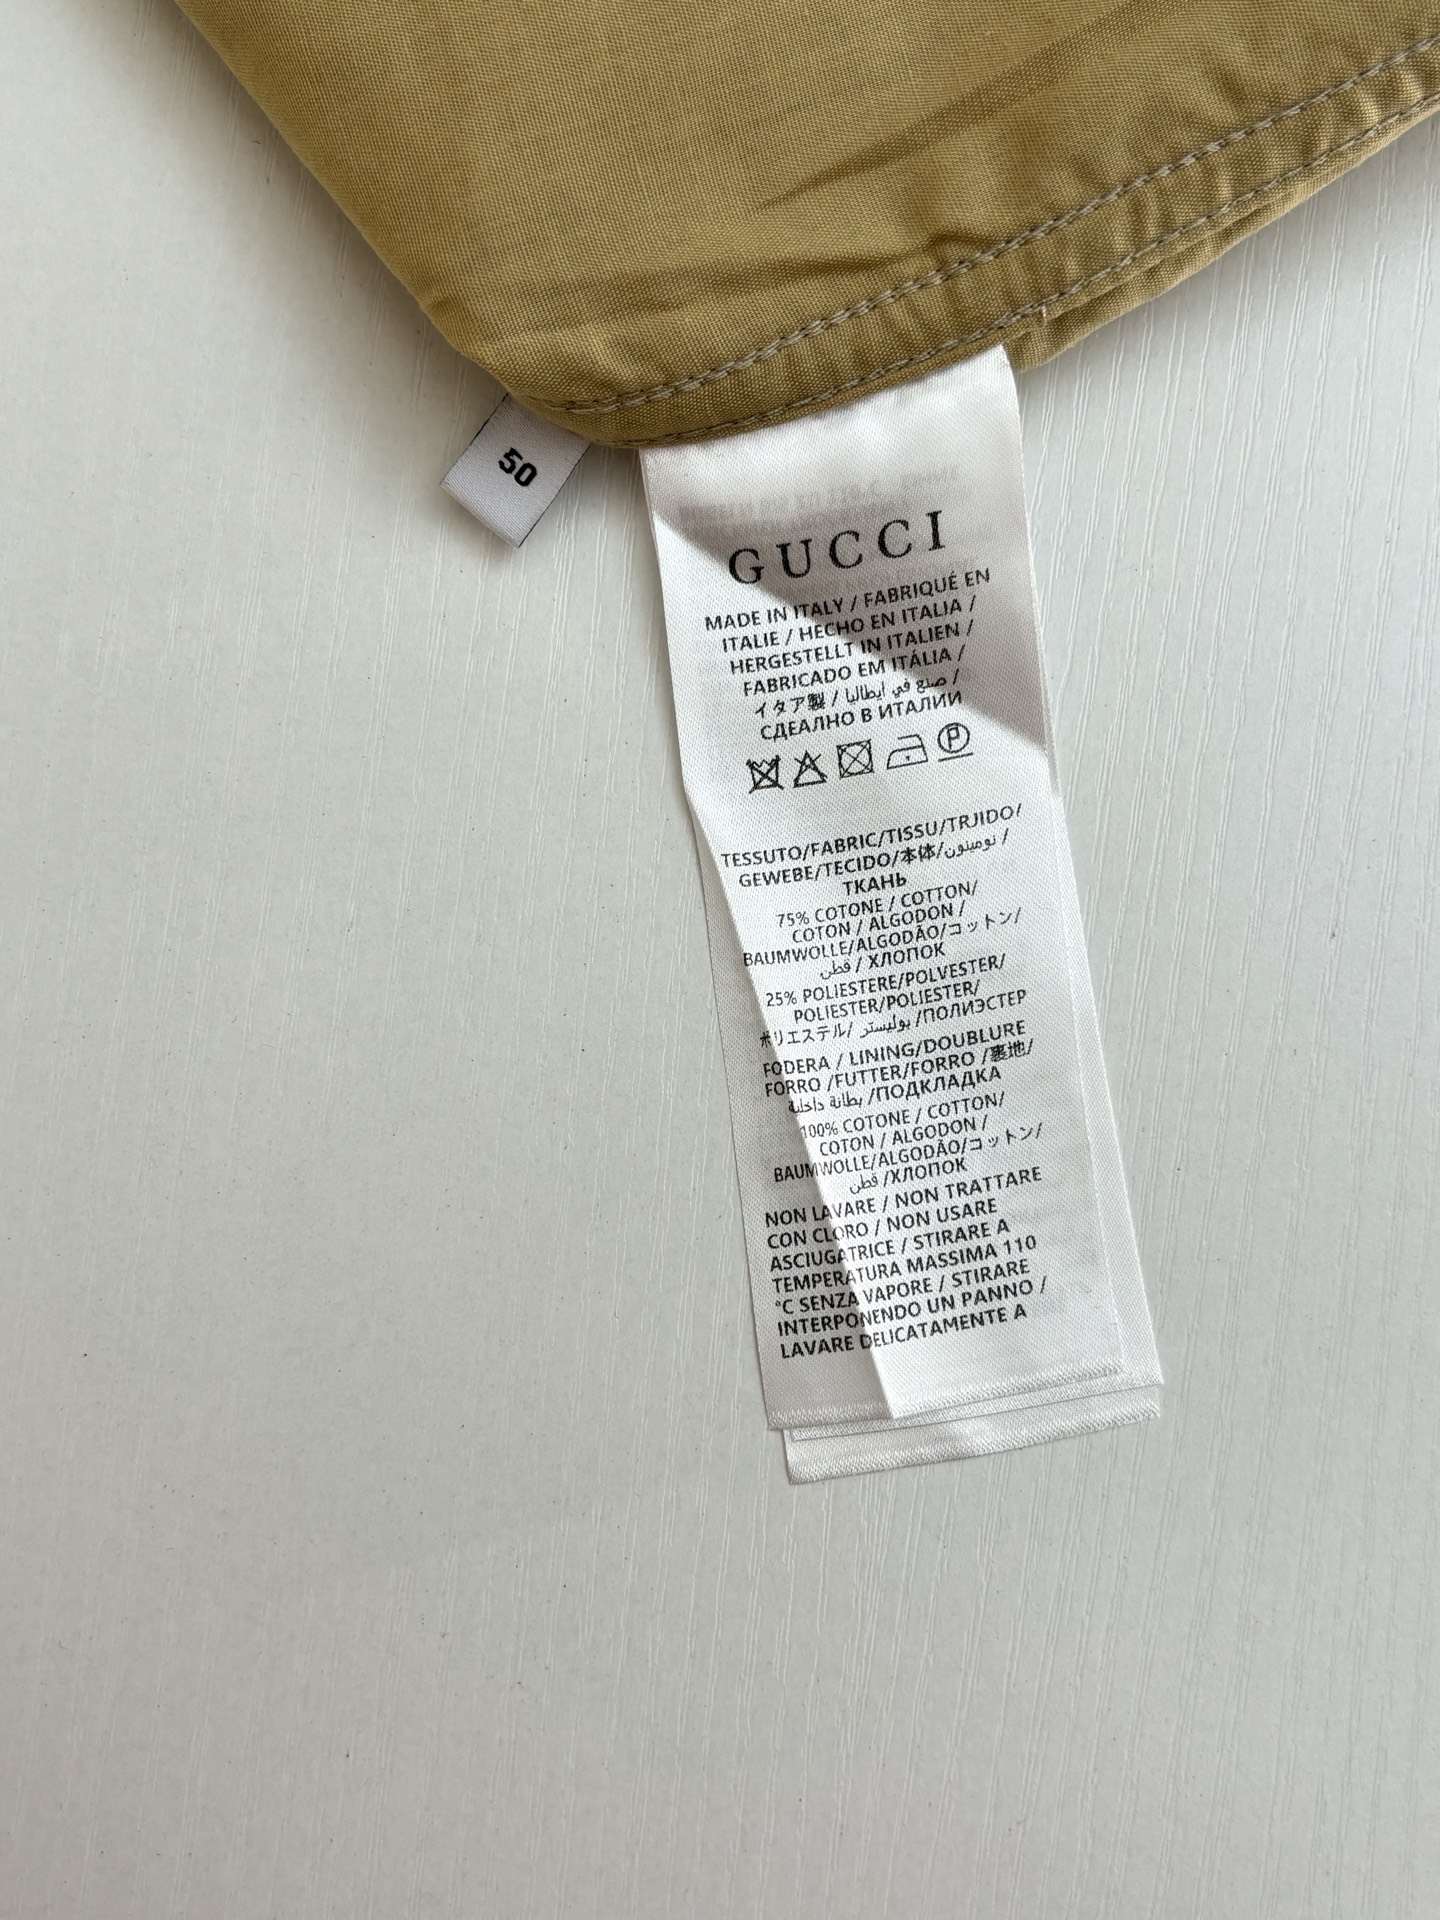 50
GUCCI
MADE IN ITALY / FABRIQUÉ EN
ITALIE / HECHO EN ITALIA /
HERGESTELLT IN ITALIEN /
FABRICADO EM ITÁLIA /
イタア製 / صنع في ايطاليا /
СДЕАЛНО В ИТАЛИИ
P
TESSUTO/FABRIC/TISSU/TRJIDO/
GEWEBE/TECIDO/本体/نومينون /
ТКАНЬ
75% COTONE / COTTON/
COTON / ALGODON /
BAUMWOLLE/ALGODÃO/コットン/
قطن / ХЛОПОК
25% POLIESTERE/POLVESTER/
POLIESTER/POLIESTER/
ポリエステル/ بوليستر /ПОЛИЭСТЕР
FODERA / LINING/DOUBLURE
FORRO /FUTTER/FORRO /裏地/
بطانة داخلية /ПОДКЛАДКА
100% COTONE / COTTON/
COTON / ALGODON /
BAUMWOLLE/ALGODÃO/コットン/
قطن /ХЛОПОК
NON LAVARE / NON TRATTARE
CON CLORO / NON USARE
ASCIUGATRICE / STIRARE A
TEMPERATURA MASSIMA 110
°C SENZA VAPORE / STIRARE
INTERPONENDO UN PANNO /
LAVARE DELICATAMENTE A